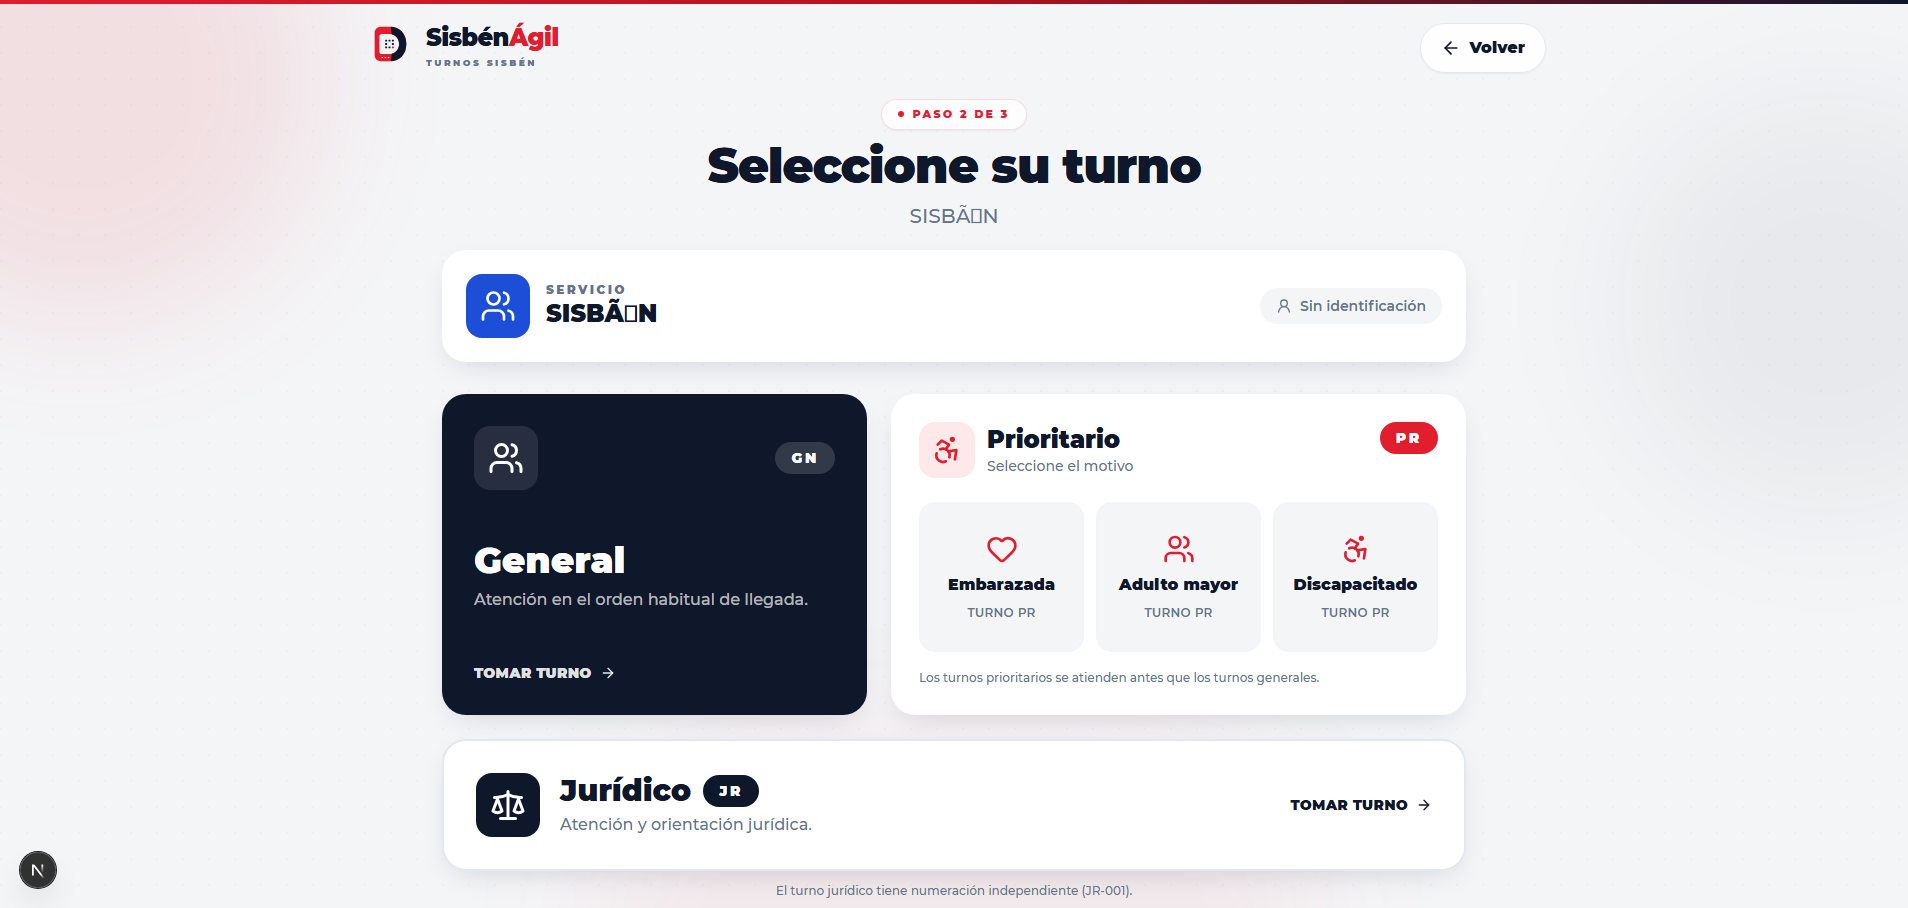 SisbénÁgil
TURNOS SISBÉN
Volver
PASO 2 DE 3
Seleccione su turno
SISBÃ▯N
SERVICIO
SISBÃ▯N
Sin identificación
GN
General
Atención en el orden habitual de llegada.
TOMAR TURNO
Prioritario
Seleccione el motivo
PR
Embarazada
TURNO PR
Adulto mayor
TURNO PR
Discapacitado
TURNO PR
Los turnos prioritarios se atienden antes que los turnos generales.
Jurídico JR
Atención y orientación jurídica.
TOMAR TURNO
El turno jurídico tiene numeración independiente (JR-001).
N